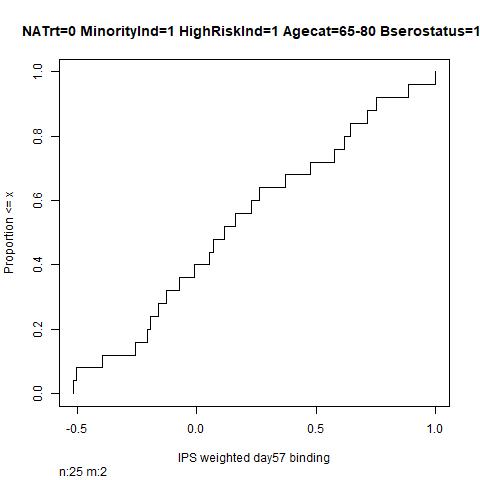 NATrt=0 MinorityInd=1 HighRiskInd=1 Agecat=65-80 Bserostatus=1
Proportion <= x
1.0
0.8
0.6
0.4
0.2
0.0
-0.5 0.0 0.5 1.0
IPS weighted day57 binding
n:25 m:2